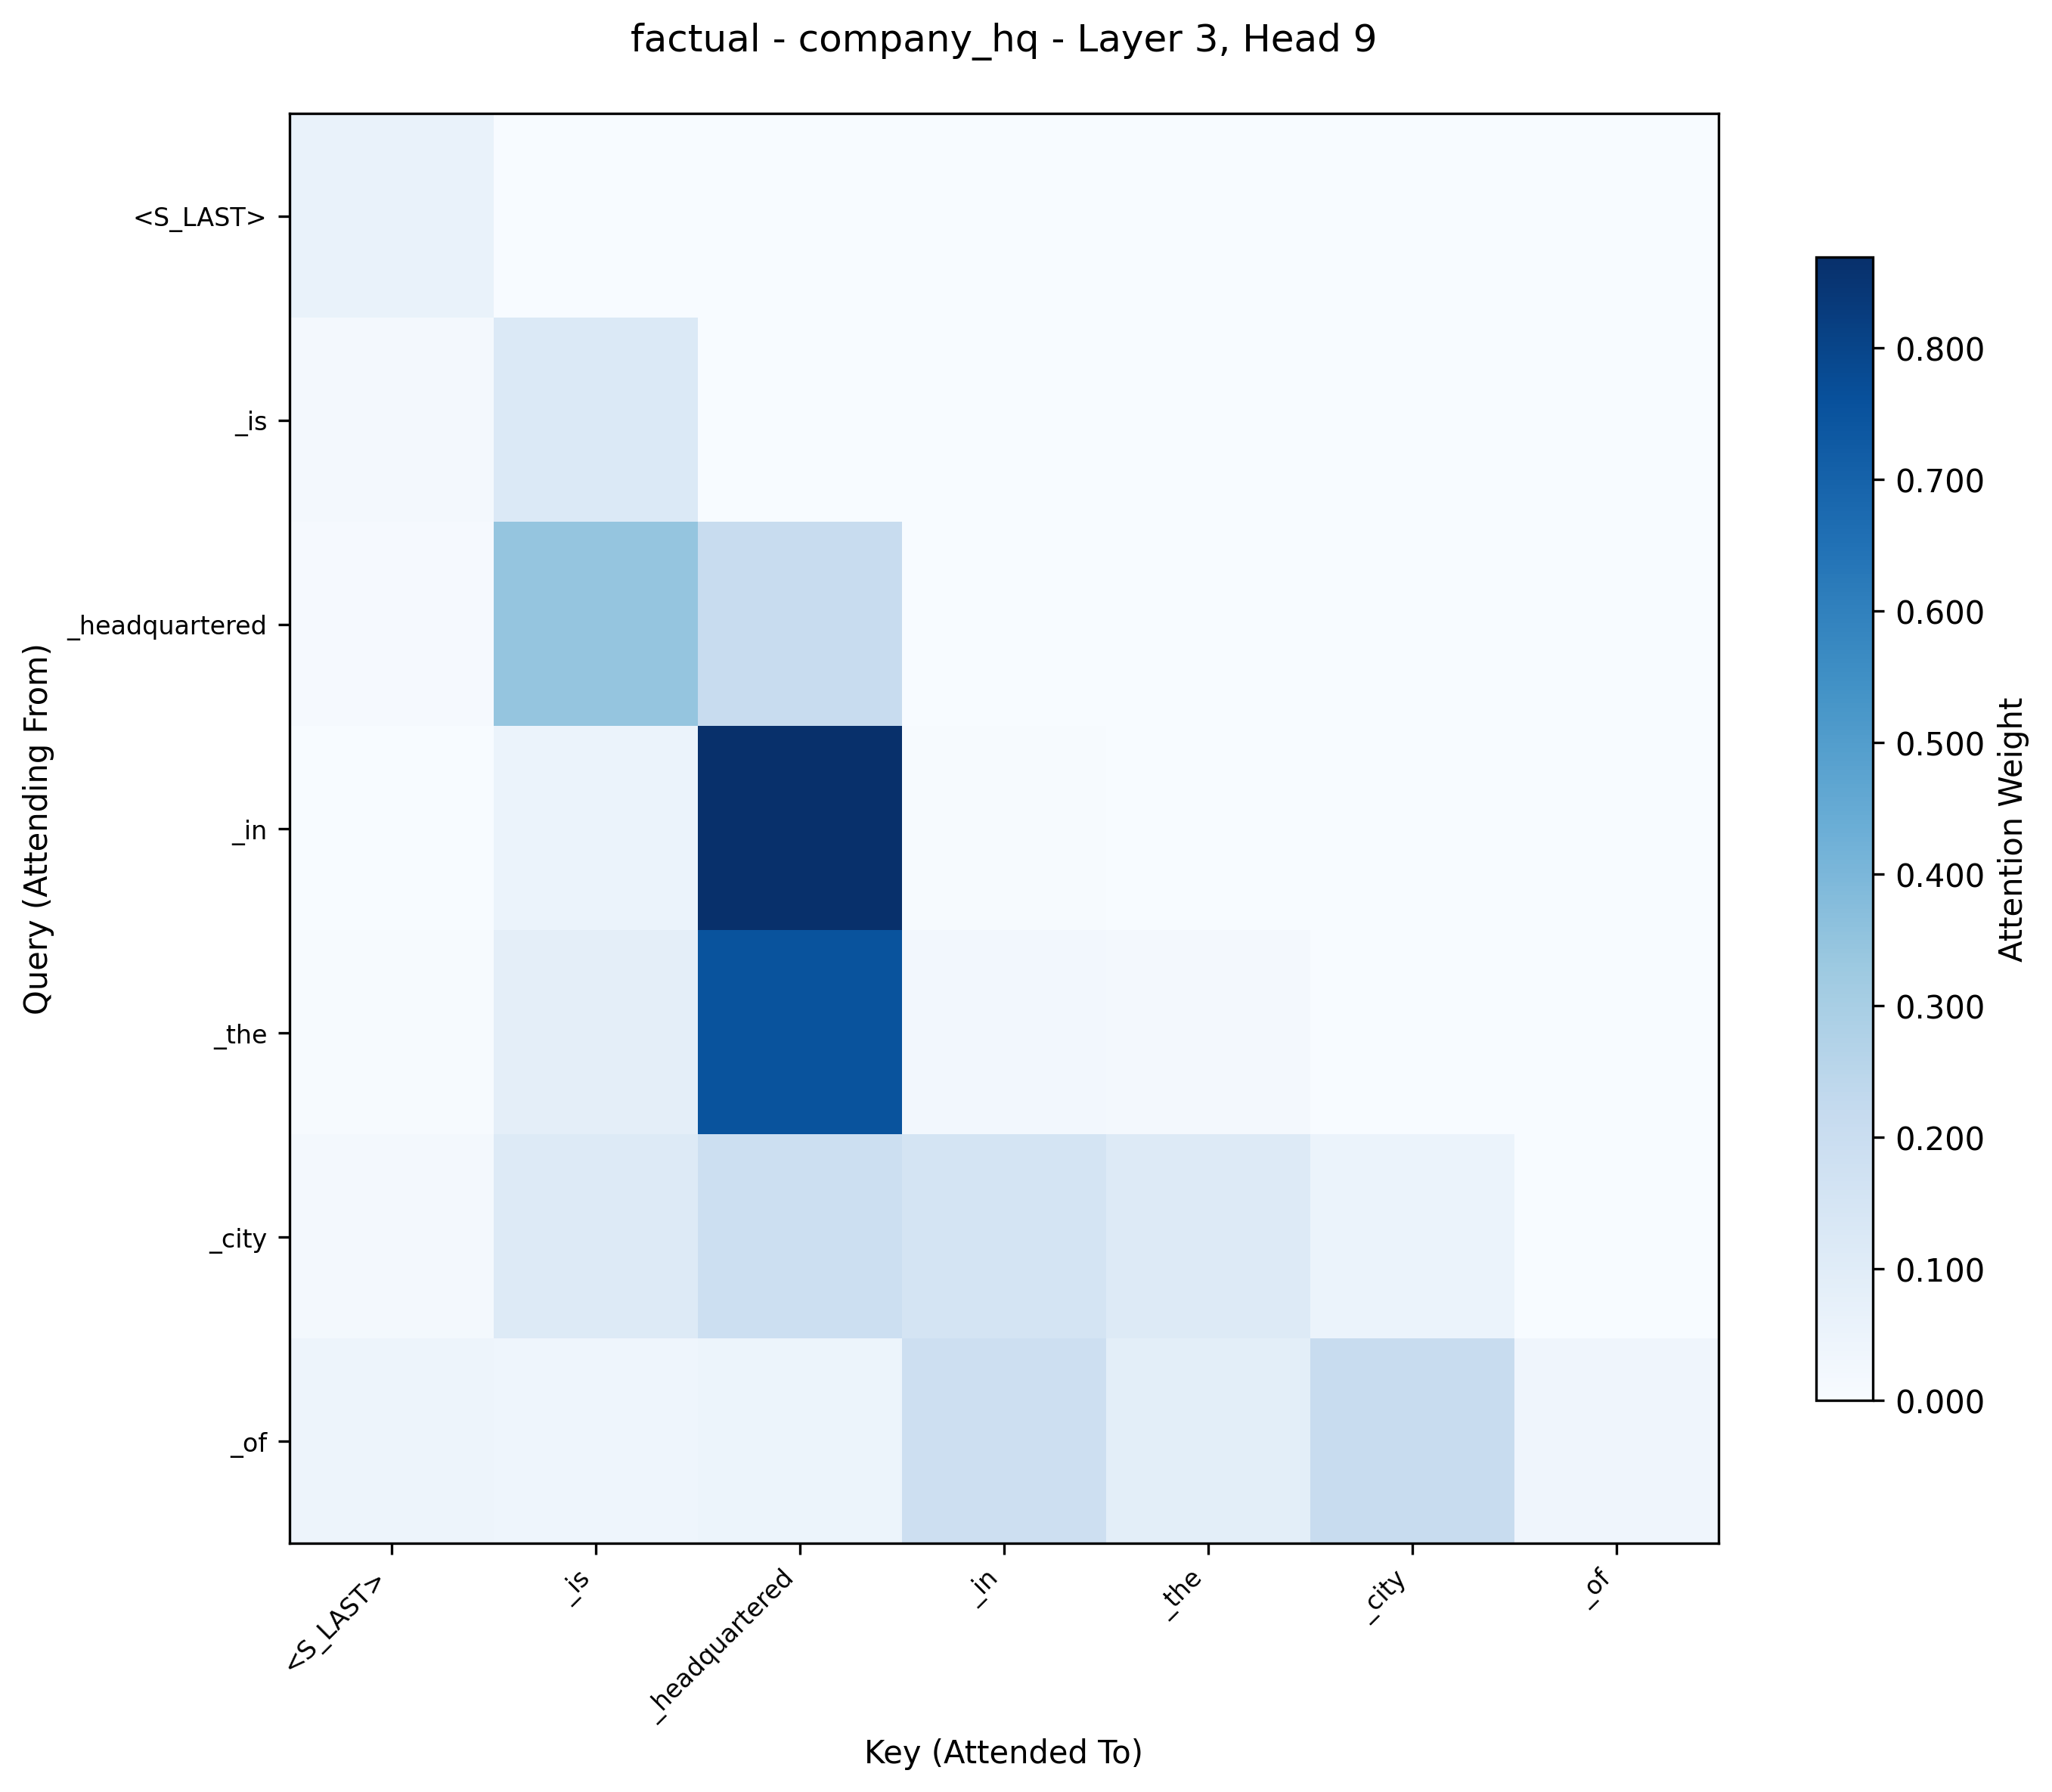 factual - company_hq - Layer 3, Head 9
Query (Attending From)
<S_LAST>
_is
_headquartered
_in
_the
_city
_of
<S_LAST>
_is
_headquartered
_in
_the
_city
_of
Key (Attended To)
0.800
0.700
0.600
0.500
0.400
0.300
0.200
0.100
0.000
Attention Weight